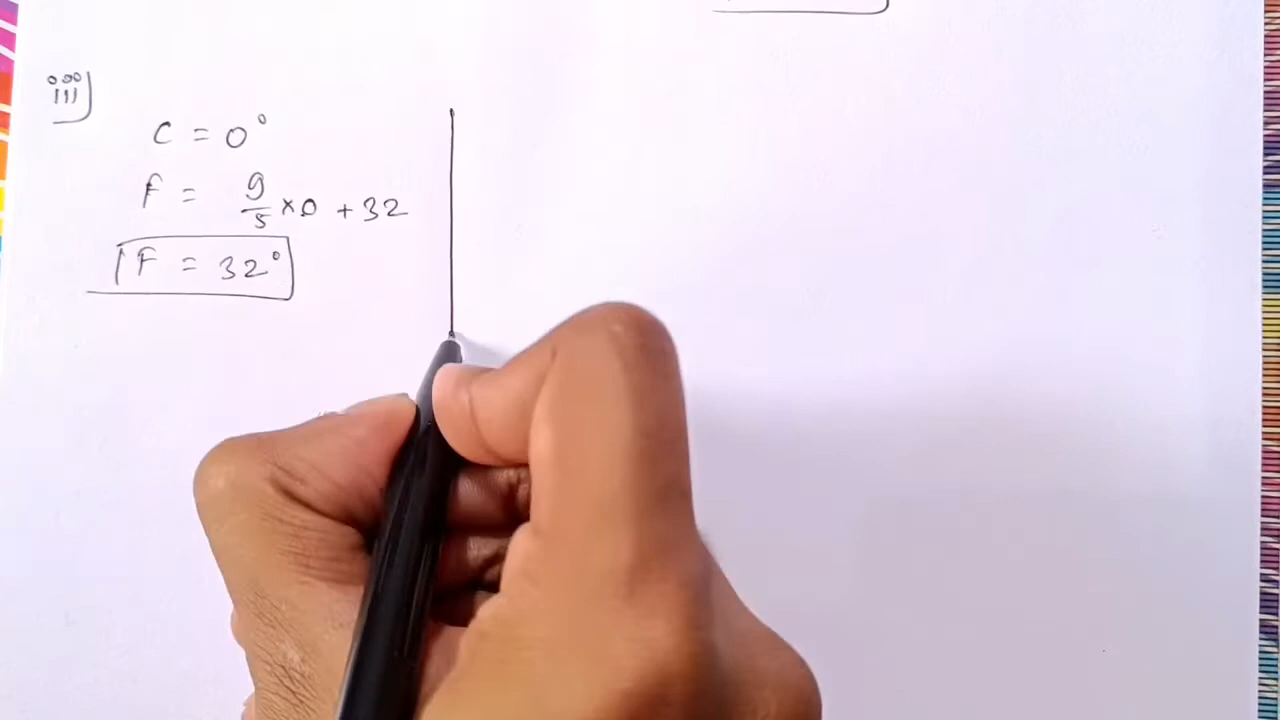 iii)
C = 0°
F = 9/5 × 0 + 32
F = 32°